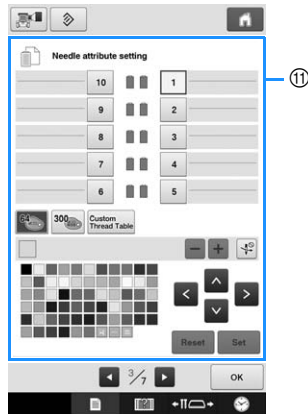 Needle attribute setting
10 1
9 2
8 3
7 4
6 5
64 300 Custom
Thread Table
− +
Reset Set
3/7 OK
⑪